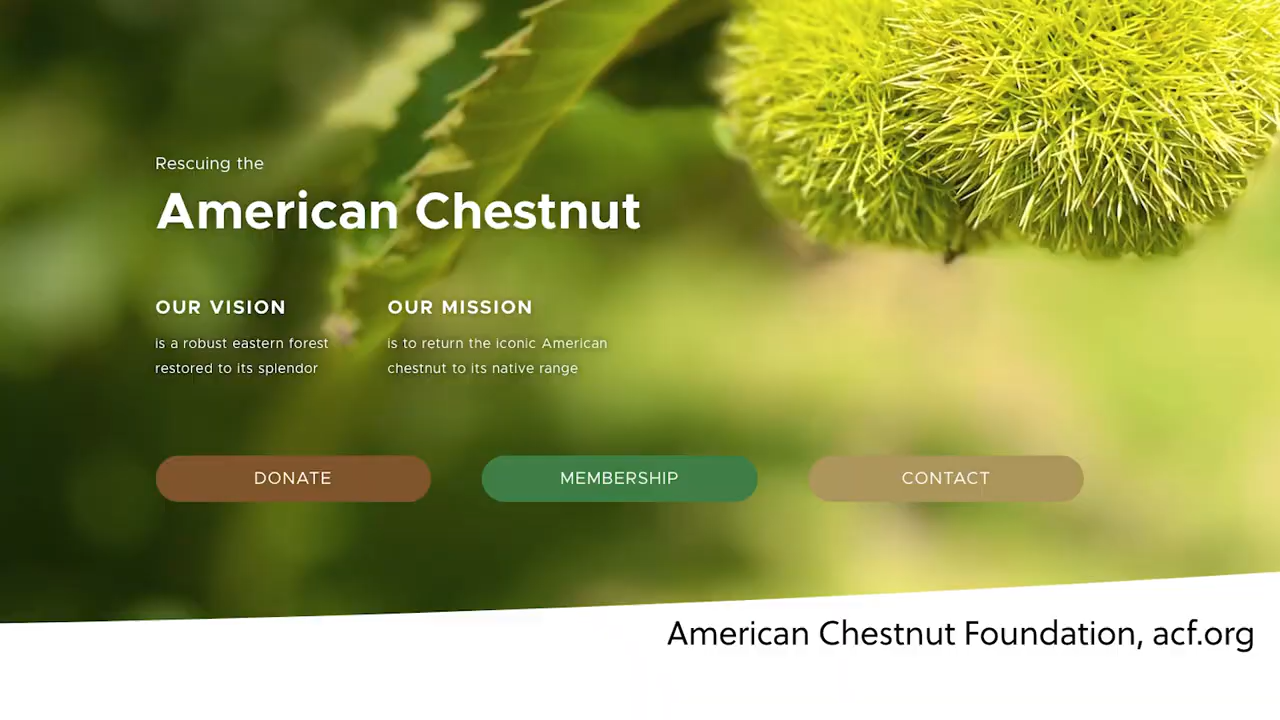 Rescuing the
American Chestnut
OUR VISION
is a robust eastern forest
restored to its splendor
OUR MISSION
is to return the iconic American
chestnut to its native range
DONATE
MEMBERSHIP
CONTACT
American Chestnut Foundation, acf.org